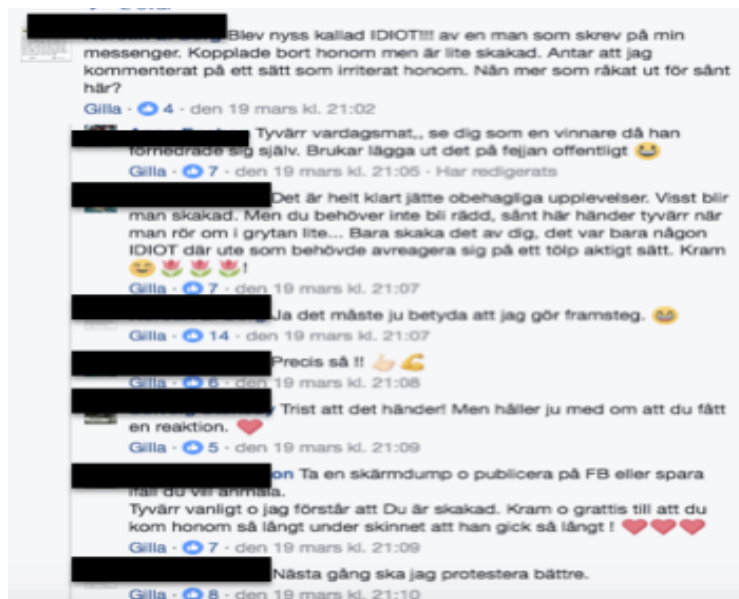 Blev nyss kallad IDIOT!!! av en man som skrev på min
messenger. Kopplade bort honom men är lite skakad. Antar att jag
kommenterat på ett sätt som irriterat honom. Nån mer som råkat ut för sånt
här?
Gilla · 4 · den 19 mars kl. 21:02
Tyvärr vardagsmat,, se dig som en vinnare då han
förnedrade sig själv. Brukar lägga ut det på fejjan offentligt 😄
Gilla · 7 · den 19 mars kl. 21:05 · Har redigerats
Det är helt klart jätte obehagliga upplevelser. Visst blir
man skakad. Men du behöver inte bli rädd, sånt här händer tyvärr när
man rör om i grytan lite... Bara skaka det av dig, det var bara någon
IDIOT där ute som behövde avreagera sig på ett tölp aktigt sätt. Kram
😊🌷🌷🌷!
Gilla · 7 · den 19 mars kl. 21:07
Ja det måste ju betyda att jag gör framsteg. 😄
Gilla · 14 · den 19 mars kl. 21:07
Precis så !! 👍💪
Gilla · 6 · den 19 mars kl. 21:08
Trist att det händer! Men håller ju med om att du fått
en reaktion. ❤
Gilla · 5 · den 19 mars kl. 21:09
on Ta en skärmdump o publicera på FB eller spara
ifall du vill anmäla.
Tyvärr vanligt o jag förstår att Du är skakad. Kram o grattis till att du
kom honom så långt under skinnet att han gick så långt ! ❤❤❤
Gilla · 7 · den 19 mars kl. 21:09
Nästa gång ska jag protestera bättre.
Gilla · 8 · den 19 mars kl. 21:10